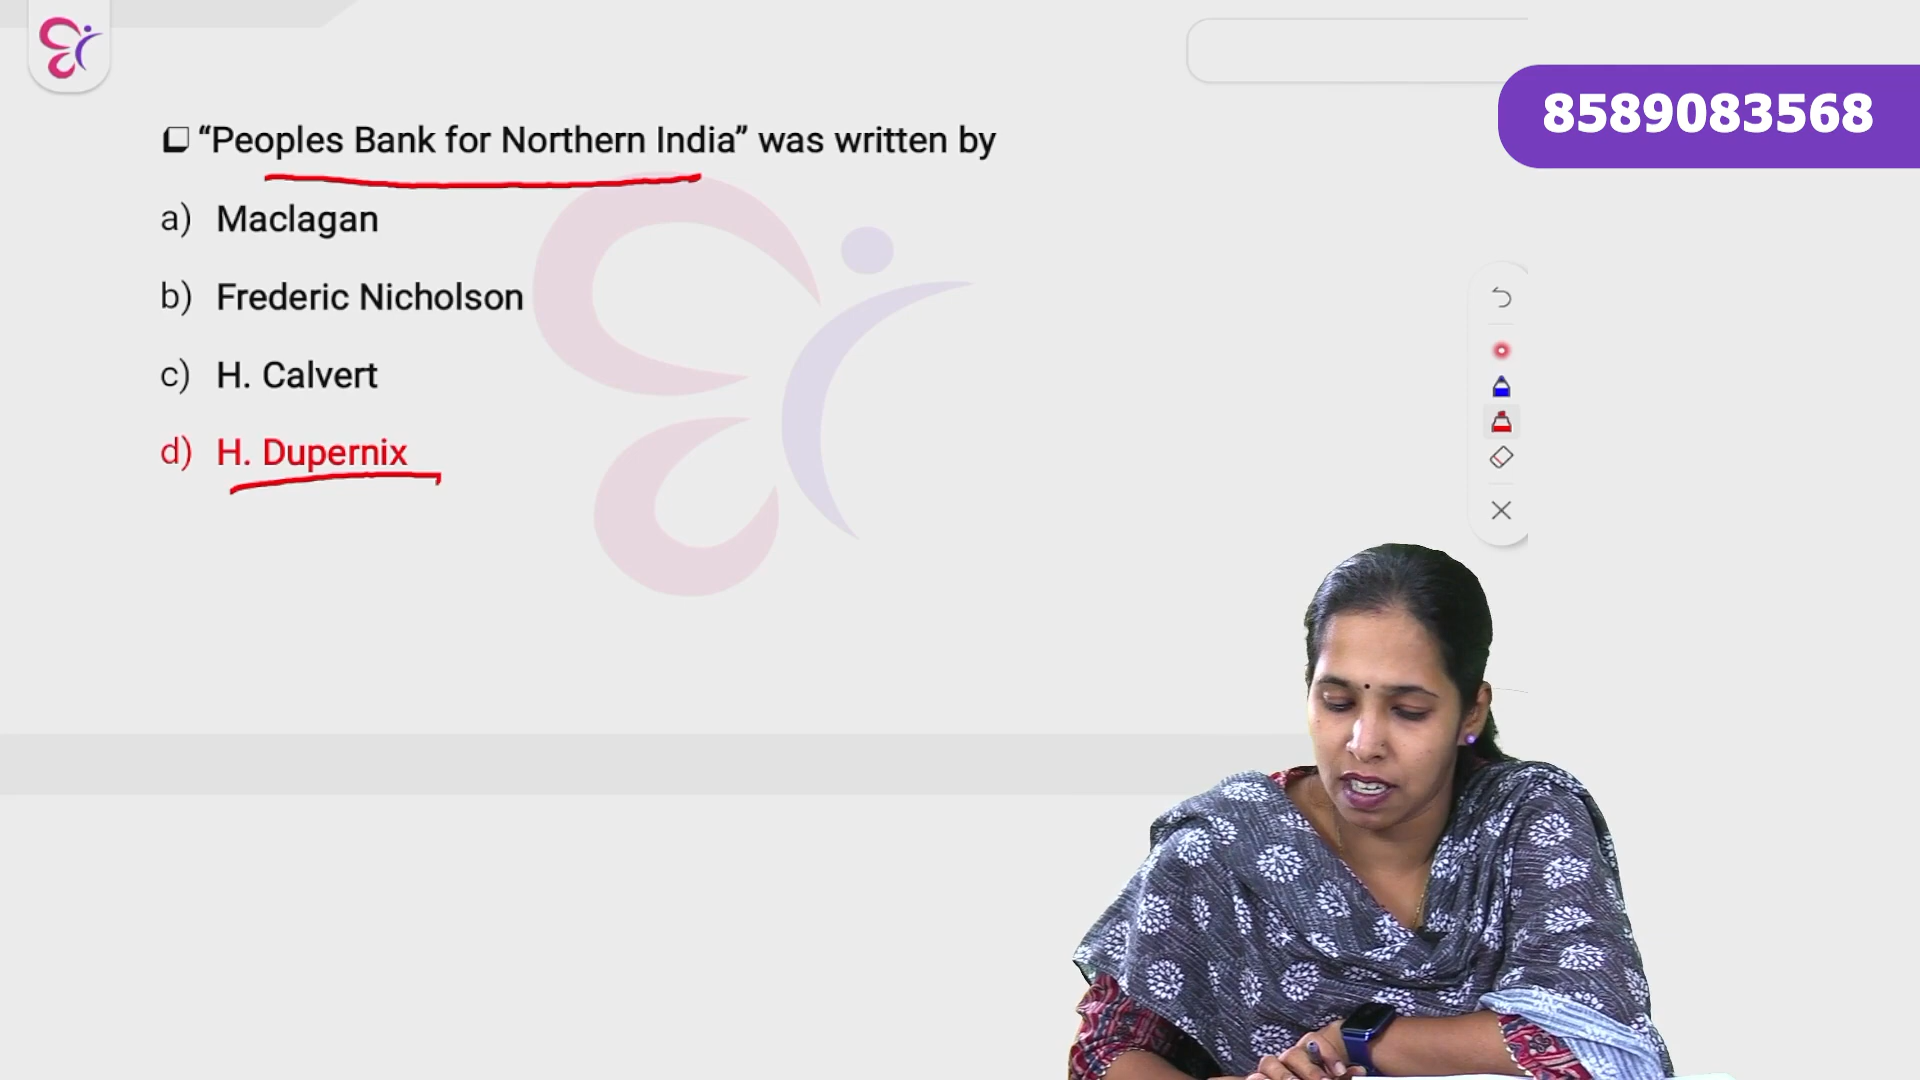 8589083568
❑ “Peoples Bank for Northern India” was written by
a) Maclagan
b) Frederic Nicholson
c) H. Calvert
d) H. Dupernix